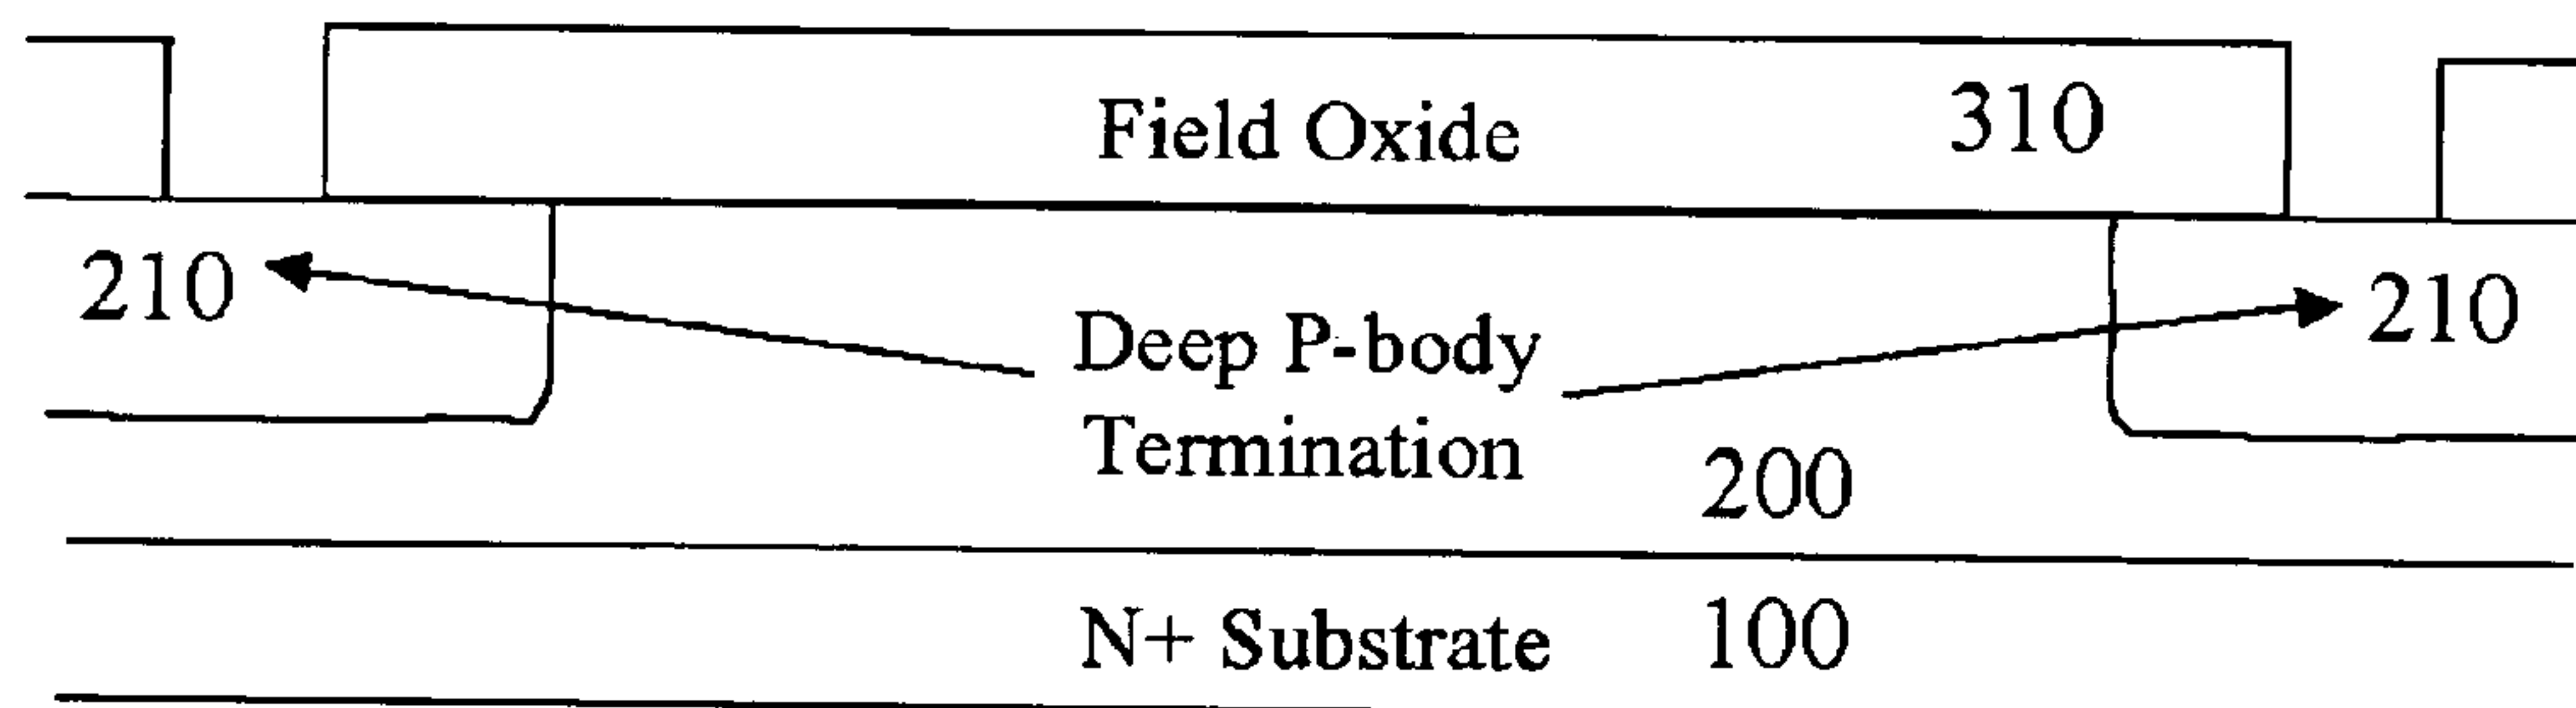 Field Oxide 310
210 Deep P-body 210
Termination 200
N+ Substrate 100